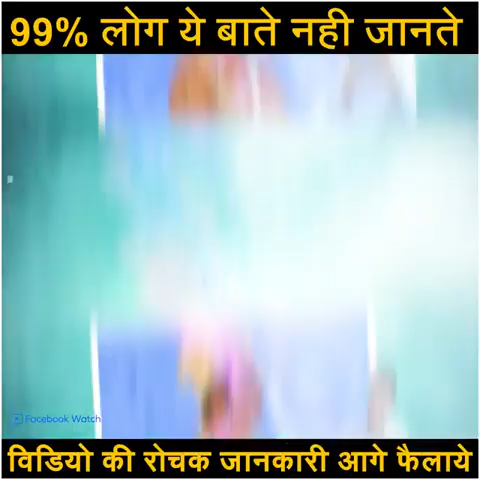 99% लोग ये बाते नही जानते
Facebook Watch
विडियो की रोचक जानकारी आगे फैलाये